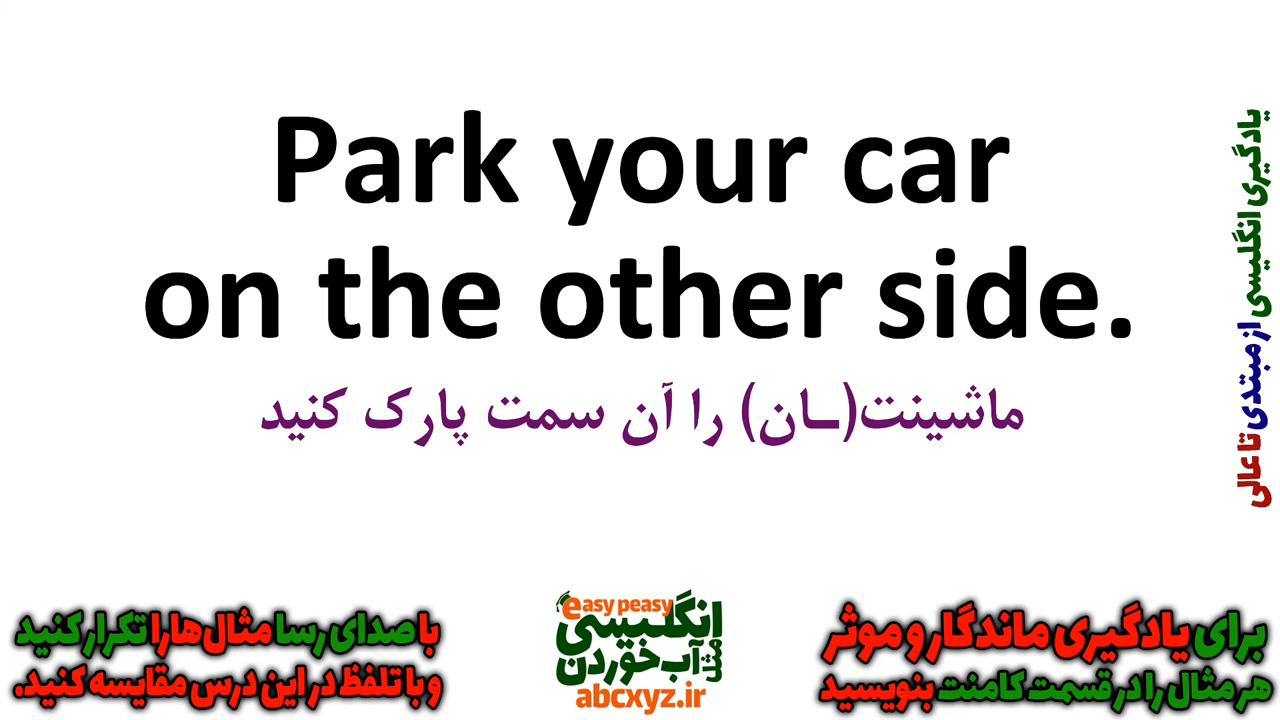 Park your car
on the other side.
ماشینت(ـان) را آن سمت پارک کنید
یادگیری انگلیسی از مبتدی تا عالی
برای یادگیری ماندگار و موثر
هر مثال را در قسمت کامنت بنویسید
easy peasy
انگلیسی
مثل
آب خوردن
abcxyz.ir
با صدای رسا مثال‌ها را تکرار کنید
و با تلفظ در این درس مقایسه کنید.